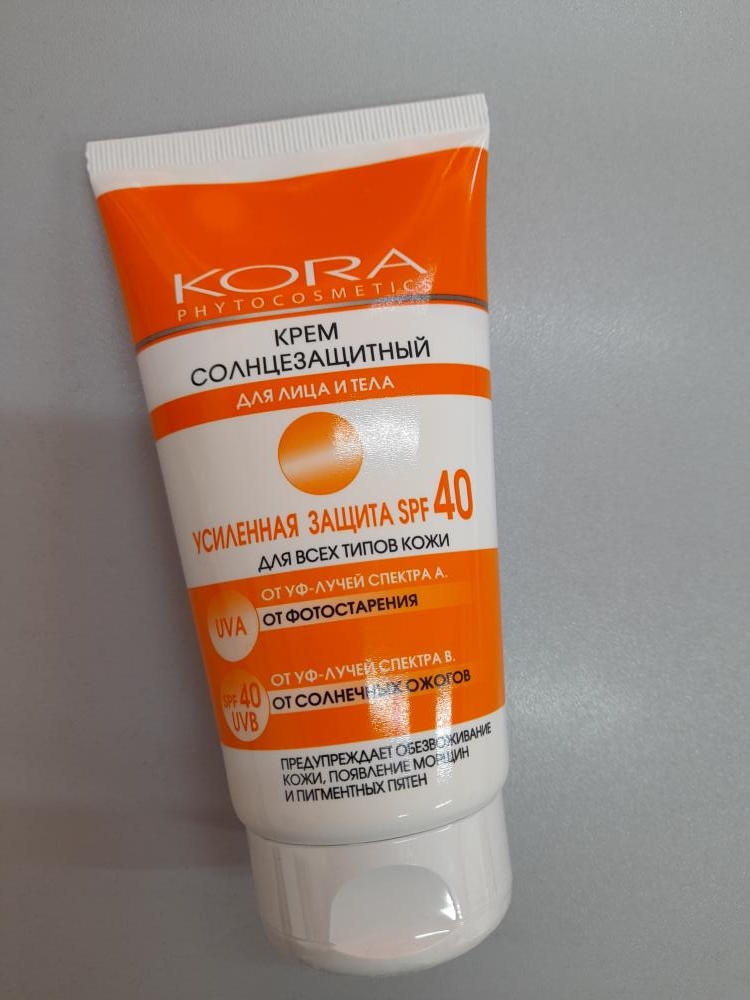 KORA
PHYTOCOSMETICS
КРЕМ
СОЛНЦЕЗАЩИТНЫЙ
ДЛЯ ЛИЦА И ТЕЛА
УСИЛЕННАЯ ЗАЩИТА SPF 40
ДЛЯ ВСЕХ ТИПОВ КОЖИ
ОТ УФ-ЛУЧЕЙ СПЕКТРА А.
UVA ОТ ФОТОСТАРЕНИЯ
ОТ УФ-ЛУЧЕЙ СПЕКТРА В.
SPF 40
UVB
ОТ СОЛНЕЧНЫХ ОЖОГОВ
ПРЕДУПРЕЖДАЕТ ОБЕЗВОЖИВАНИЕ
КОЖИ, ПОЯВЛЕНИЕ МОРЩИН
И ПИГМЕНТНЫХ ПЯТЕН